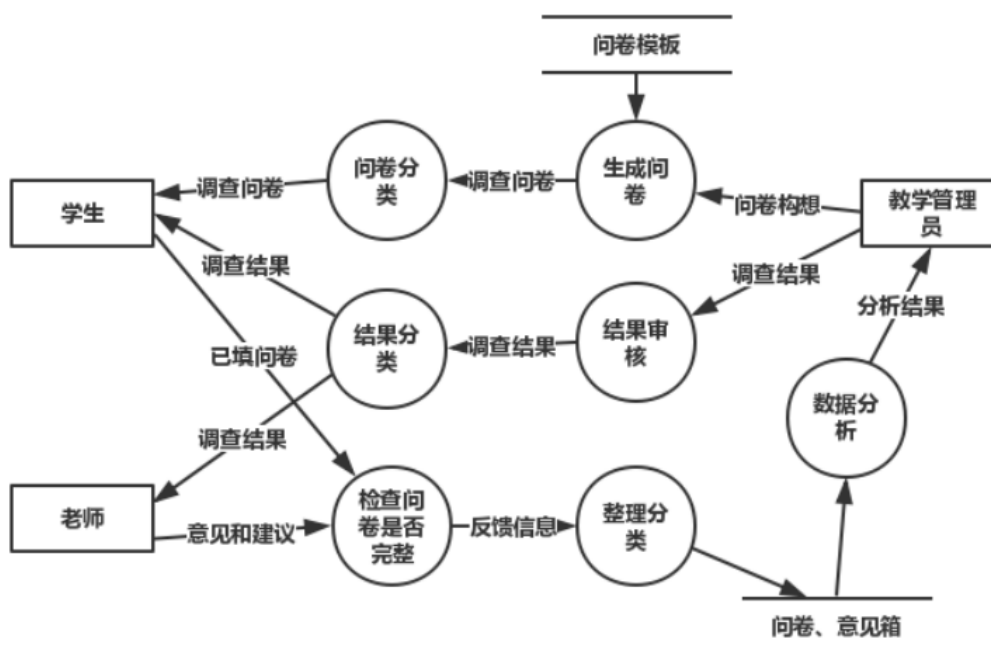 问卷模板
问卷分
类
生成问
卷
调查问卷
调查问卷
学生
问卷构想
教学管理
员
调查结果
调查结果
分析结果
结果分
类
调查结果
结果审
核
已填问卷
数据分
析
调查结果
老师
意见和建议
检查问
卷是否
完整
反馈信息
整理分
类
问卷、意见箱